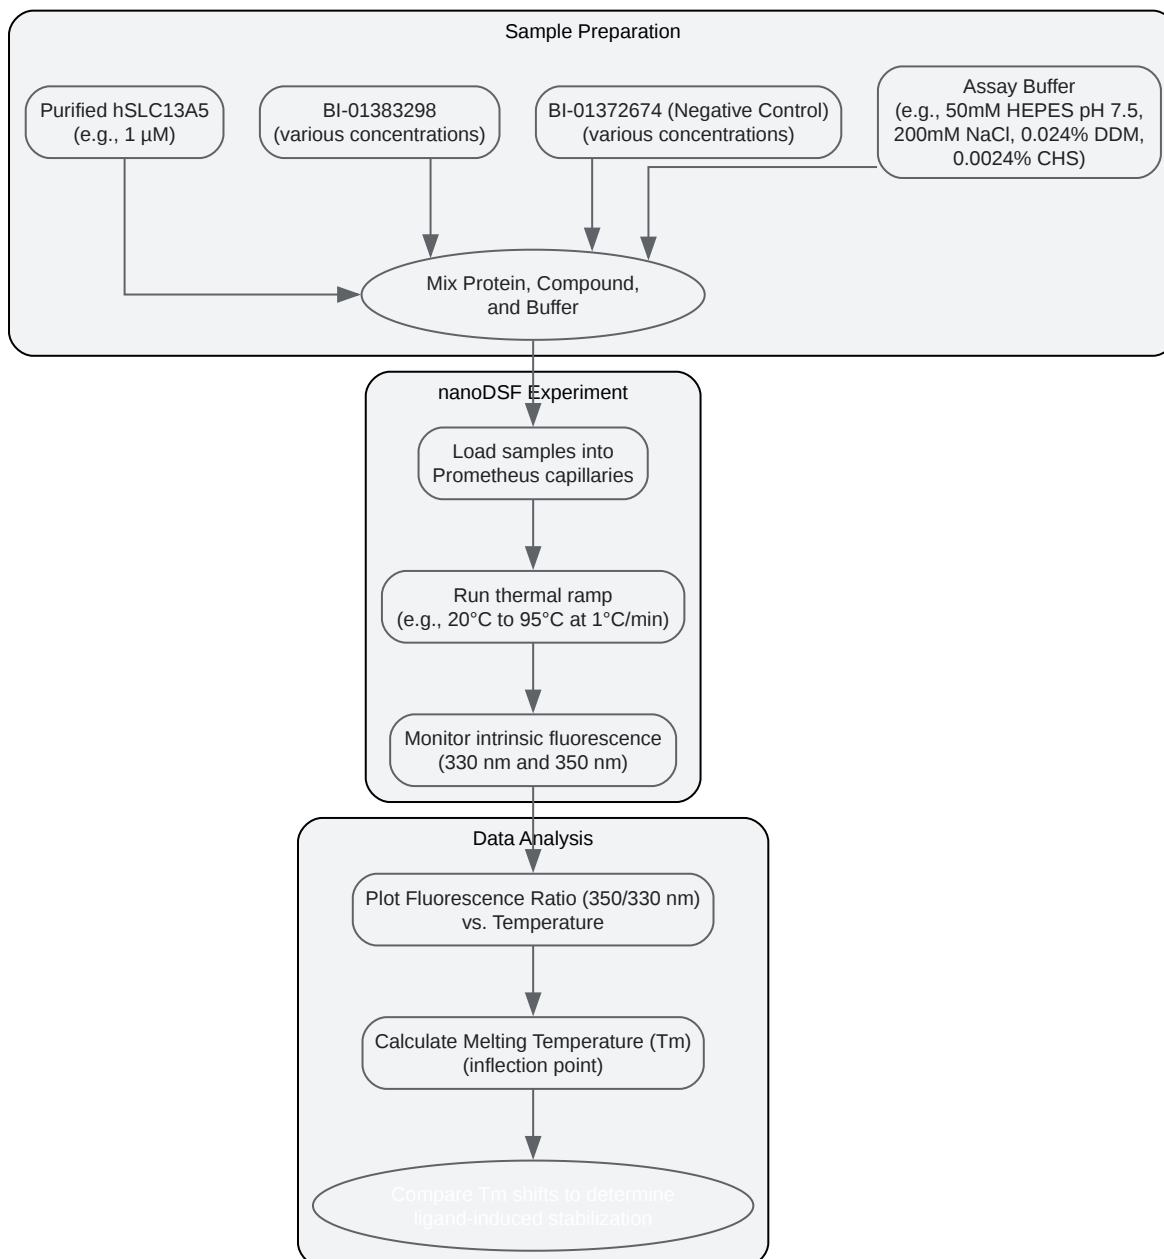 Sample Preparation
Purified hSLC13A5
(e.g., 1 µM)
BI-01383298
(various concentrations)
BI-01372674 (Negative Control)
(various concentrations)
Assay Buffer
(e.g., 50mM HEPES pH 7.5,
200mM NaCl, 0.024% DDM,
0.0024% CHS)
Mix Protein, Compound,
and Buffer
nanoDSF Experiment
Load samples into
Prometheus capillaries
Run thermal ramp
(e.g., 20°C to 95°C at 1°C/min)
Monitor intrinsic fluorescence
(330 nm and 350 nm)
Data Analysis
Plot Fluorescence Ratio (350/330 nm)
vs. Temperature
Calculate Melting Temperature (Tm)
(inflection point)
Compare Tm shifts to determine
ligand-induced stabilization